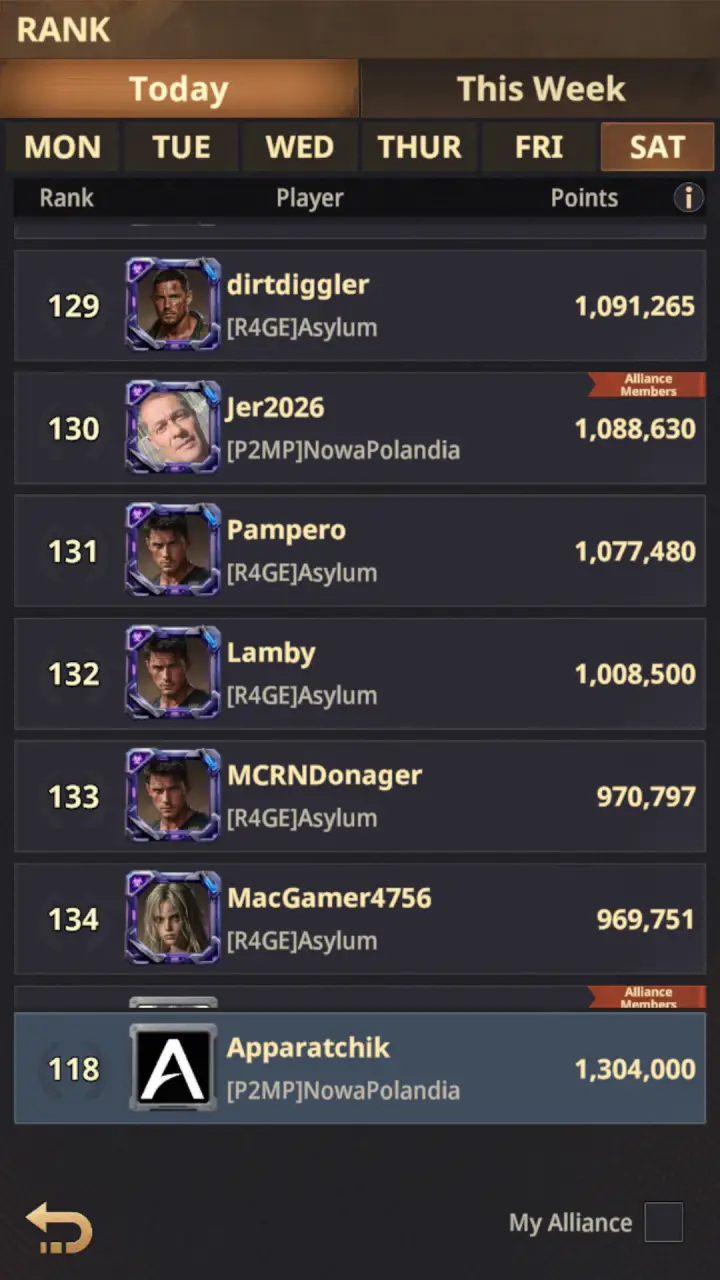 RANK
Today
This Week
MON
TUE
WED
THUR
FRI
SAT
Rank
Player
Points
129
dirtdiggler
[R4GE]Asylum
1,091,265
Alliance
Members
130
Jer2026
[P2MP]NowaPolandia
1,088,630
131
Pampero
[R4GE]Asylum
1,077,480
132
Lamby
[R4GE]Asylum
1,008,500
133
MCRNDonager
[R4GE]Asylum
970,797
134
MacGamer4756
[R4GE]Asylum
969,751
Alliance
Members
118
Apparatchik
[P2MP]NowaPolandia
1,304,000
My Alliance